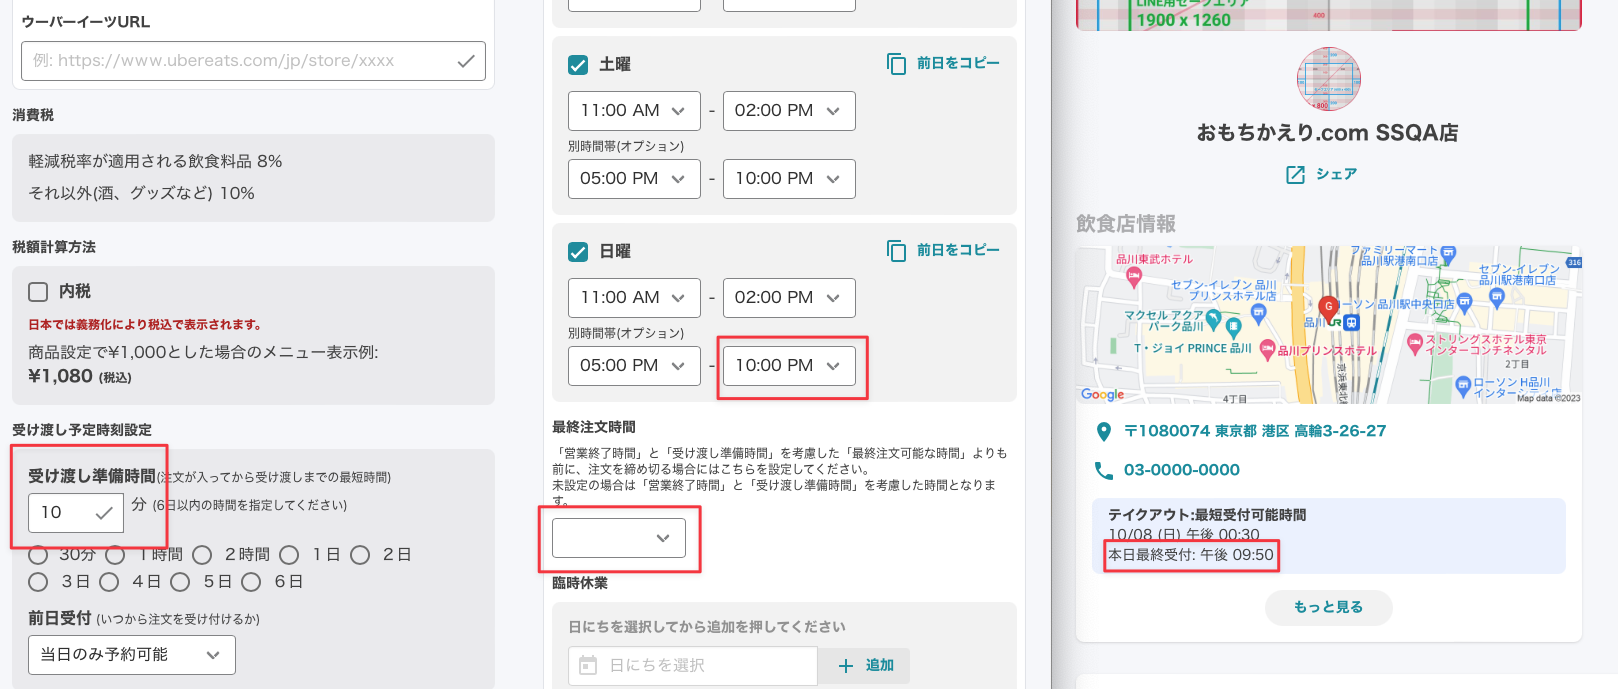 ウーバーイーツURL
例: https://www.ubereats.com/jp/store/xxxx
消費税
軽減税率が適用される飲食料品 8%
それ以外(酒、グッズなど) 10%
税額計算方法
内税
日本では義務化により税込で表示されます。
商品設定で¥1,000とした場合のメニュー表示例:
¥1,080 (税込)
受け渡し予定時刻設定
受け渡し準備時間(注文が入ってから受け渡しまでの最短時間)
10 分 (6日以内の時間を指定してください)
30分 1時間 2時間 1日 2日
3日 4日 5日 6日
前日受付 (いつから注文を受け付けるか)
当日のみ予約可能
土曜 前日をコピー
11:00 AM - 02:00 PM
別時間帯(オプション)
05:00 PM - 10:00 PM
日曜 前日をコピー
11:00 AM - 02:00 PM
別時間帯(オプション)
05:00 PM - 10:00 PM
最終注文時間
「営業終了時間」と「受け渡し準備時間」を考慮した「最終注文可能な時間」よりも
前に、注文を締め切る場合にはこちらを設定してください。
未設定の場合は「営業終了時間」と「受け渡し準備時間」を考慮した時間となりま
す。
臨時休業
日にちを選択してから追加を押してください
日にちを選択 + 追加
LINE用セーフエリア
1900 x 1260
400
おもちかえり.com SSQA店
シェア
飲食店情報
品川東武ホテル
ファミリーマート
品川駅港南口店
316
セブン-イレブン 品川
プリンスホテル店
セブン-イレブン
品川駅港南口店
マクセル アクア
パーク品川
ローソン 品川駅中央口店
品川
JR
T・ジョイ PRINCE 品川
品川プリンスホテル
ストリングスホテル東京
インターコンチネンタル
2丁目
ローソン H品川
インターシティ店
4丁目
Google
Map data ©2023
〒1080074 東京都 港区 高輪3-26-27
03-0000-0000
テイクアウト:最短受付可能時間
10/08 (日) 午後 00:30
本日最終受付: 午後 09:50
もっと見る